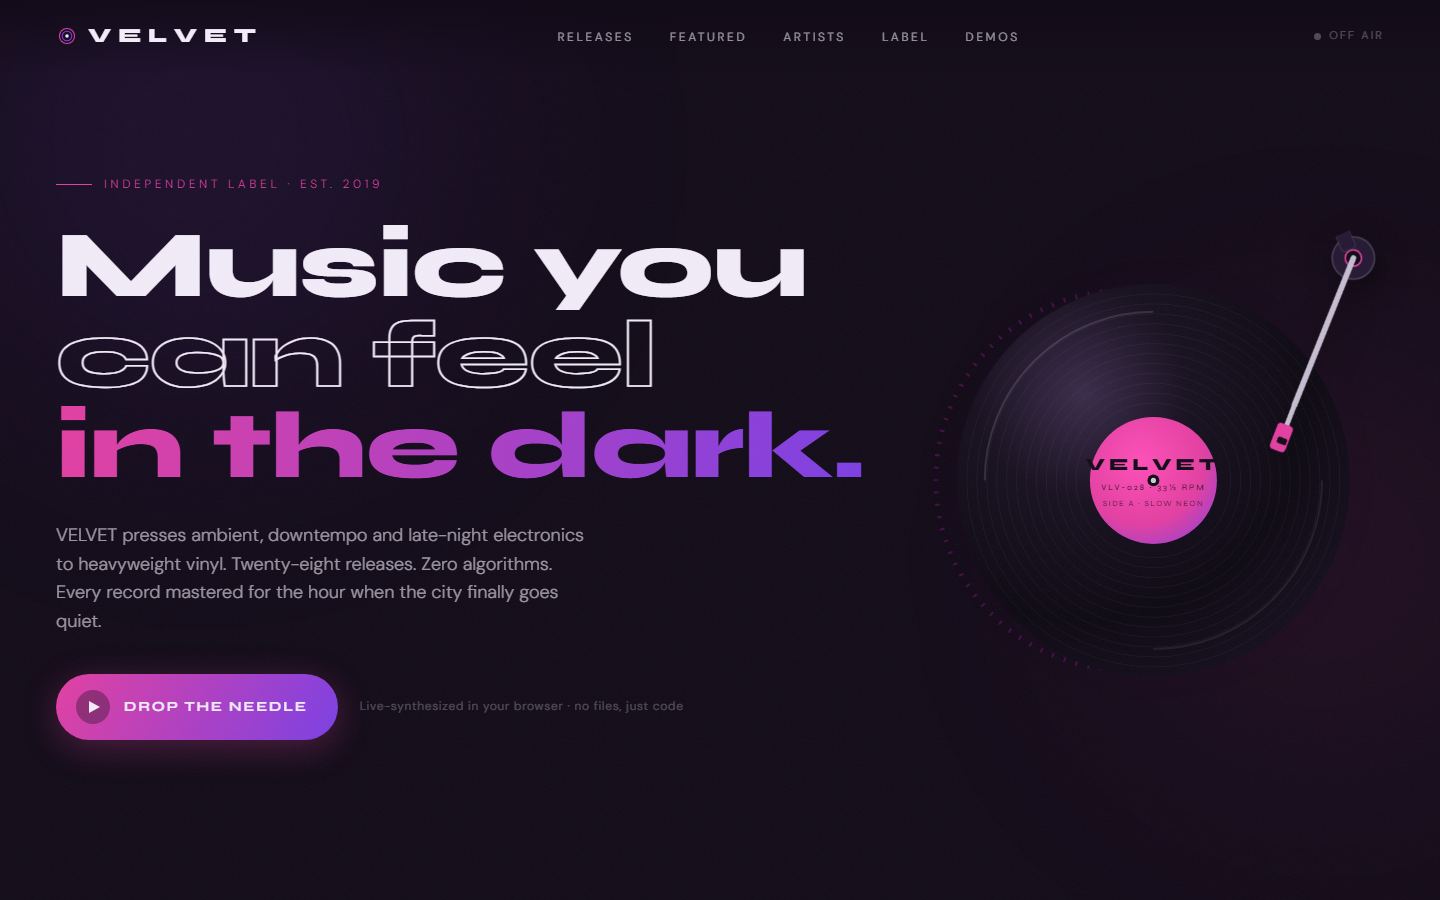 VELVET
RELEASES FEATURED ARTISTS LABEL DEMOS
OFF AIR
INDEPENDENT LABEL · EST. 2019
Music you
can feel
in the dark.
VELVET presses ambient, downtempo and late-night electronics
to heavyweight vinyl. Twenty-eight releases. Zero algorithms.
Every record mastered for the hour when the city finally goes
quiet.
DROP THE NEEDLE
Live-synthesized in your browser · no files, just code
VELVET
VLV-028 · 33⅓ RPM
SIDE A · SLOW NEON